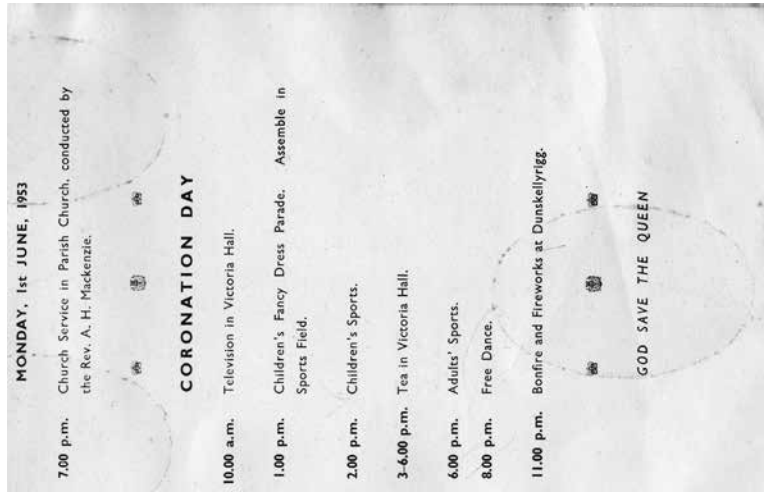 MONDAY, 1st JUNE, 1953
7.00 p.m. Church Service in Parish Church, conducted by
the Rev. A. H. Mackenzie.
CORONATION DAY
10.00 a.m. Television in Victoria Hall.
1.00 p.m. Children's Fancy Dress Parade. Assemble in
Sports Field.
2.00 p.m. Children's Sports.
3-6.00 p.m. Tea in Victoria Hall.
6.00 p.m. Adults' Sports.
8.00 p.m. Free Dance.
11.00 p.m. Bonfire and Fireworks at Dunskellyrigg.
GOD SAVE THE QUEEN